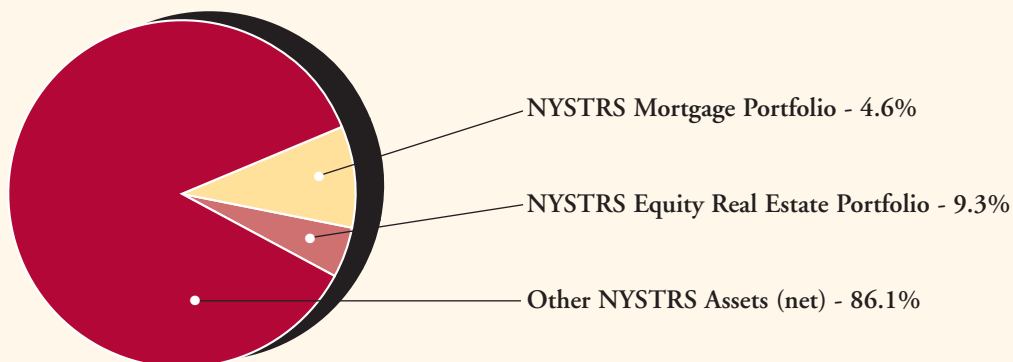 NYSTRS Mortgage Portfolio - 4.6%
NYSTRS Equity Real Estate Portfolio - 9.3%
Other NYSTRS Assets (net) - 86.1%